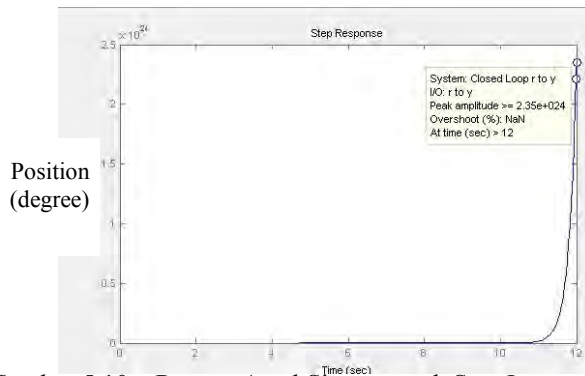 Step Response
×10^24
2.5
2
1.5
1
0.5
0
Position
(degree)
System: Closed Loop r to y
I/O: r to y
Peak amplitude >= 2.35e+024
Overshoot (%): NaN
At time (sec) > 12
0 2 4 6 8 10 12
Time (sec)